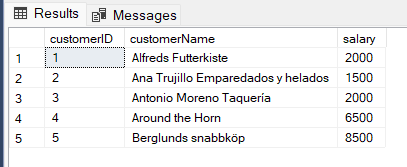 Results Messages
customerID customerName salary
1 1 Alfreds Futterkiste 2000
2 2 Ana Trujillo Emparedados y helados 1500
3 3 Antonio Moreno Taquería 2000
4 4 Around the Horn 6500
5 5 Berglunds snabbköp 8500